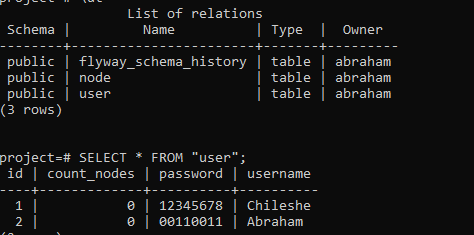 project-# \dt
List of relations
Schema | Name | Type | Owner
--------+-----------------------+-------+---------
public | flyway_schema_history | table | abraham
public | node | table | abraham
public | user | table | abraham
(3 rows)
project=# SELECT * FROM "user";
id | count_nodes | password | username
----+-------------+----------+----------
1 | 0 | 12345678 | Chileshe
2 | 0 | 00110011 | Abraham